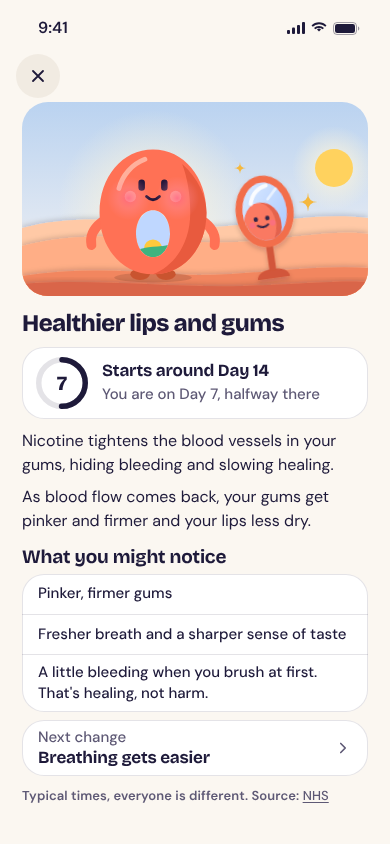 9:41
Healthier lips and gums
7
Starts around Day 14
You are on Day 7, halfway there
Nicotine tightens the blood vessels in your
gums, hiding bleeding and slowing healing.
As blood flow comes back, your gums get
pinker and firmer and your lips less dry.
What you might notice
Pinker, firmer gums
Fresher breath and a sharper sense of taste
A little bleeding when you brush at first.
That's healing, not harm.
Next change
Breathing gets easier
Typical times, everyone is different. Source: NHS